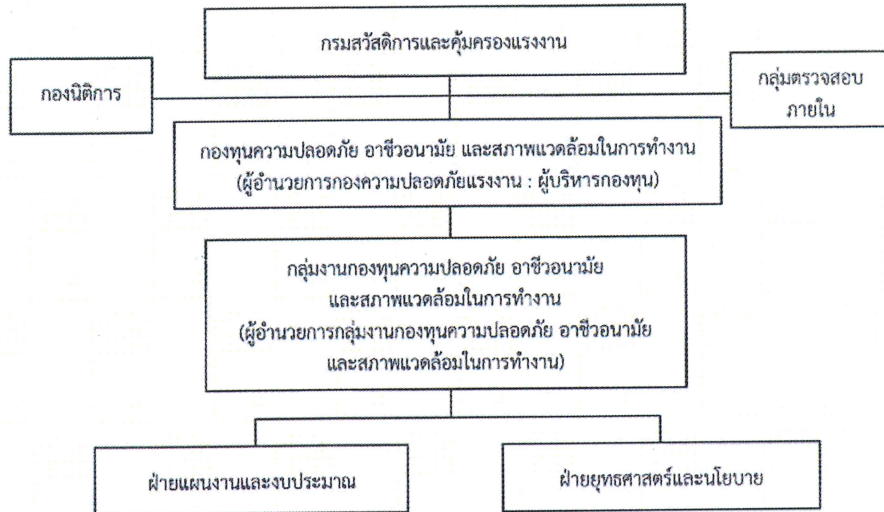 กรมสวัสดิการและคุ้มครองแรงงาน
กองนิติการ
กลุ่มตรวจสอบ
ภายใน
กองทุนความปลอดภัย อาชีวอนามัย และสภาพแวดล้อมในการทำงาน
(ผู้อำนวยการกองความปลอดภัยแรงงาน : ผู้บริหารกองทุน)
กลุ่มงานกองทุนความปลอดภัย อาชีวอนามัย
และสภาพแวดล้อมในการทำงาน
(ผู้อำนวยการกลุ่มงานกองทุนความปลอดภัย อาชีวอนามัย
และสภาพแวดล้อมในการทำงาน)
ฝ่ายแผนงานและงบประมาณ
ฝ่ายยุทธศาสตร์และนโยบาย